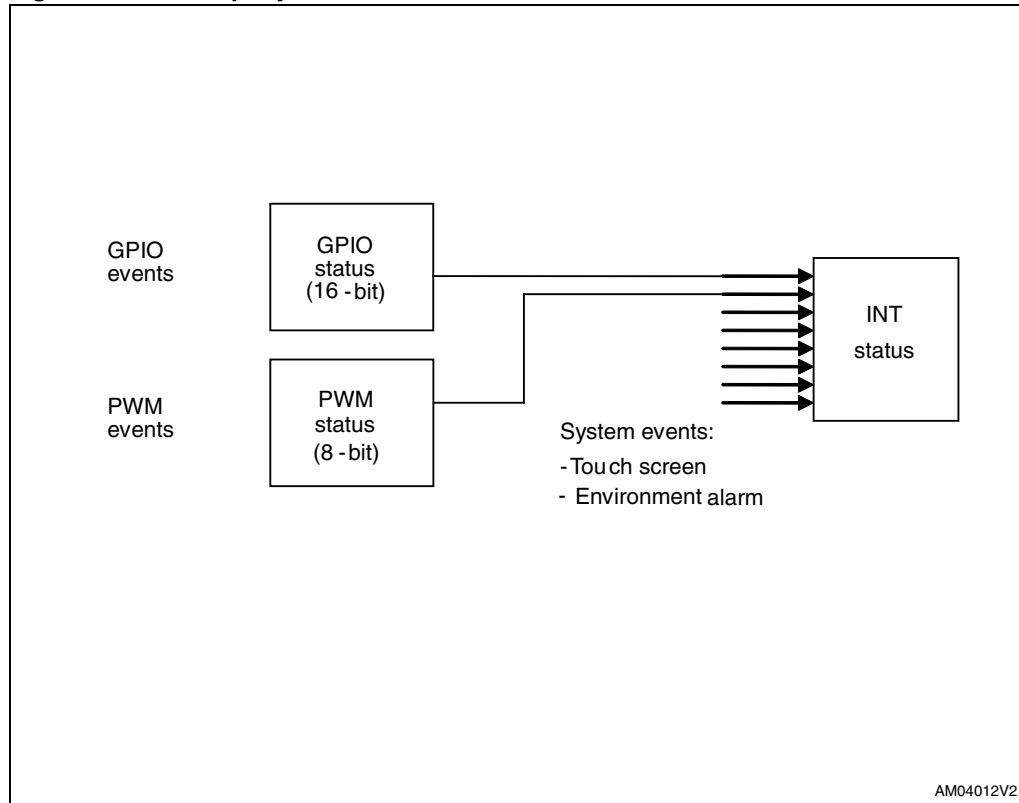 GPIO
events
GPIO
status
(16 -bit)
PWM
events
PWM
status
(8 -bit)
INT
status
System events:
- Touch screen
- Environment alarm
AM04012V2